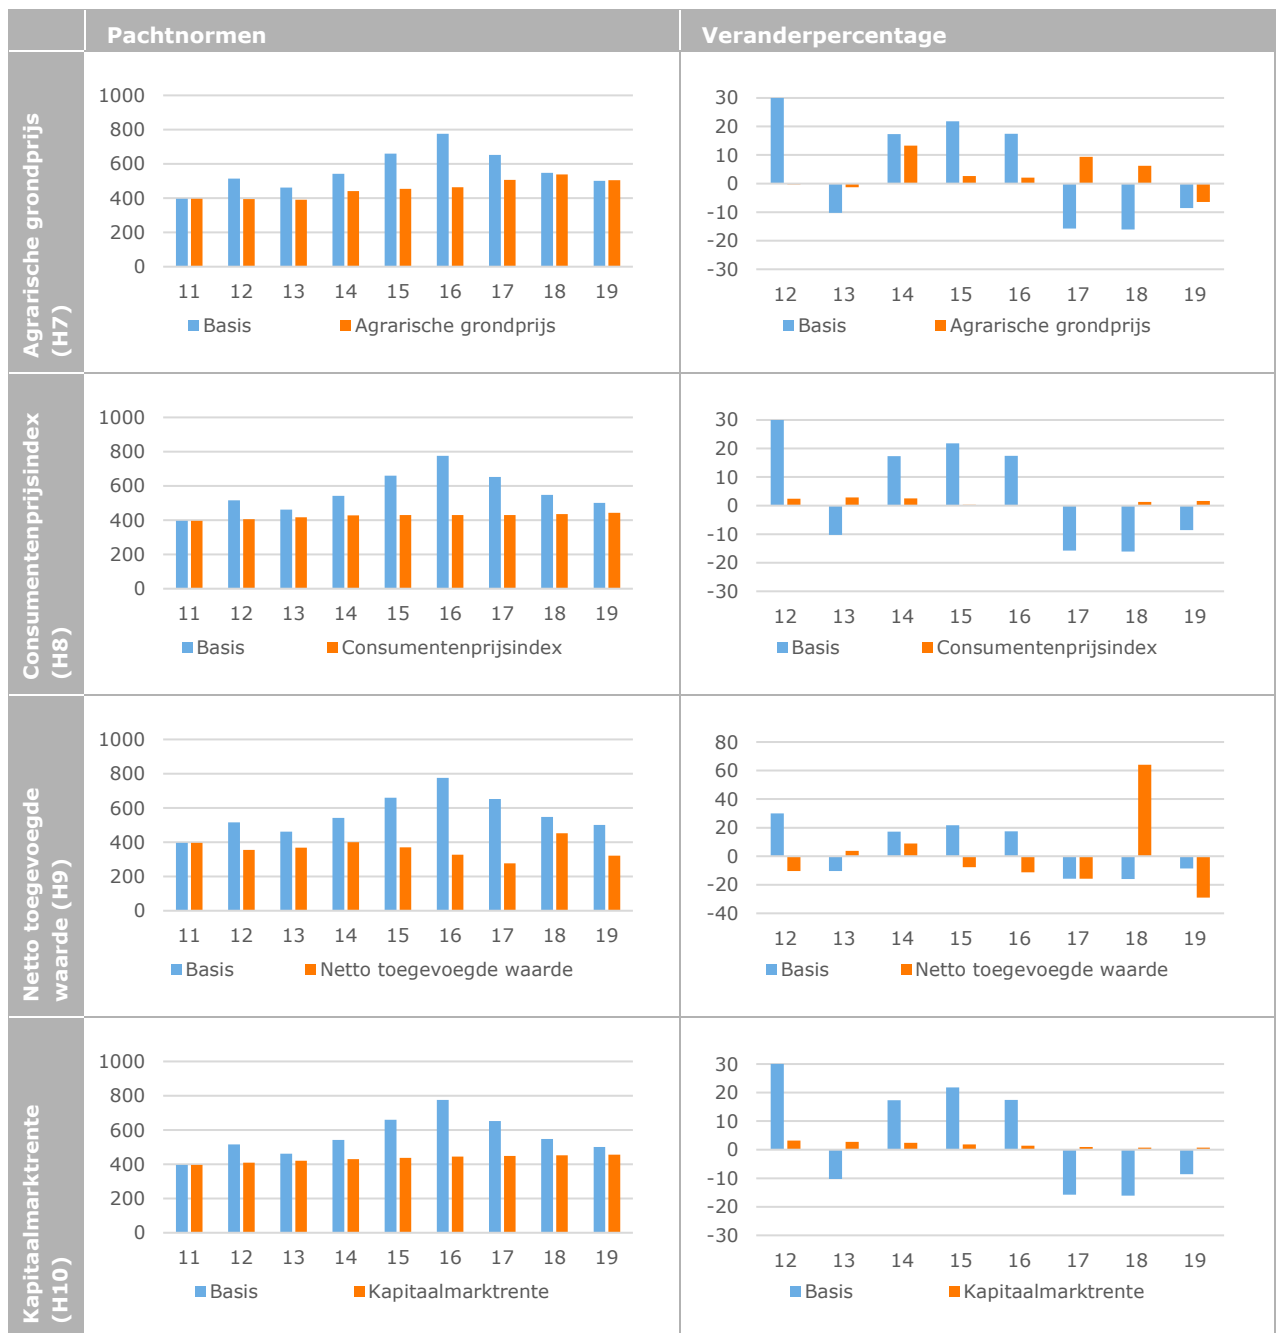 Pachtnormen Veranderpercentage
Agrarische grondprijs
(H7)
1000
800
600
400
200
0
11 12 13 14 15 16 17 18 19
Basis Agrarische grondprijs
30
20
10
0
-10
-20
-30
12 13 14 15 16 17 18 19
Basis Agrarische grondprijs
Consumentenprijsindex
(H8)
1000
800
600
400
200
0
11 12 13 14 15 16 17 18 19
Basis Consumentenprijsindex
30
20
10
0
-10
-20
-30
12 13 14 15 16 17 18 19
Basis Consumentenprijsindex
Netto toegevoegde
waarde (H9)
1000
800
600
400
200
0
11 12 13 14 15 16 17 18 19
Basis Netto toegevoegde waarde
80
60
40
20
0
-20
-40
12 13 14 15 16 17 18 19
Basis Netto toegevoegde waarde
Kapitaalmarktrente
(H10)
1000
800
600
400
200
0
11 12 13 14 15 16 17 18 19
Basis Kapitaalmarktrente
30
20
10
0
-10
-20
-30
12 13 14 15 16 17 18 19
Basis Kapitaalmarktrente